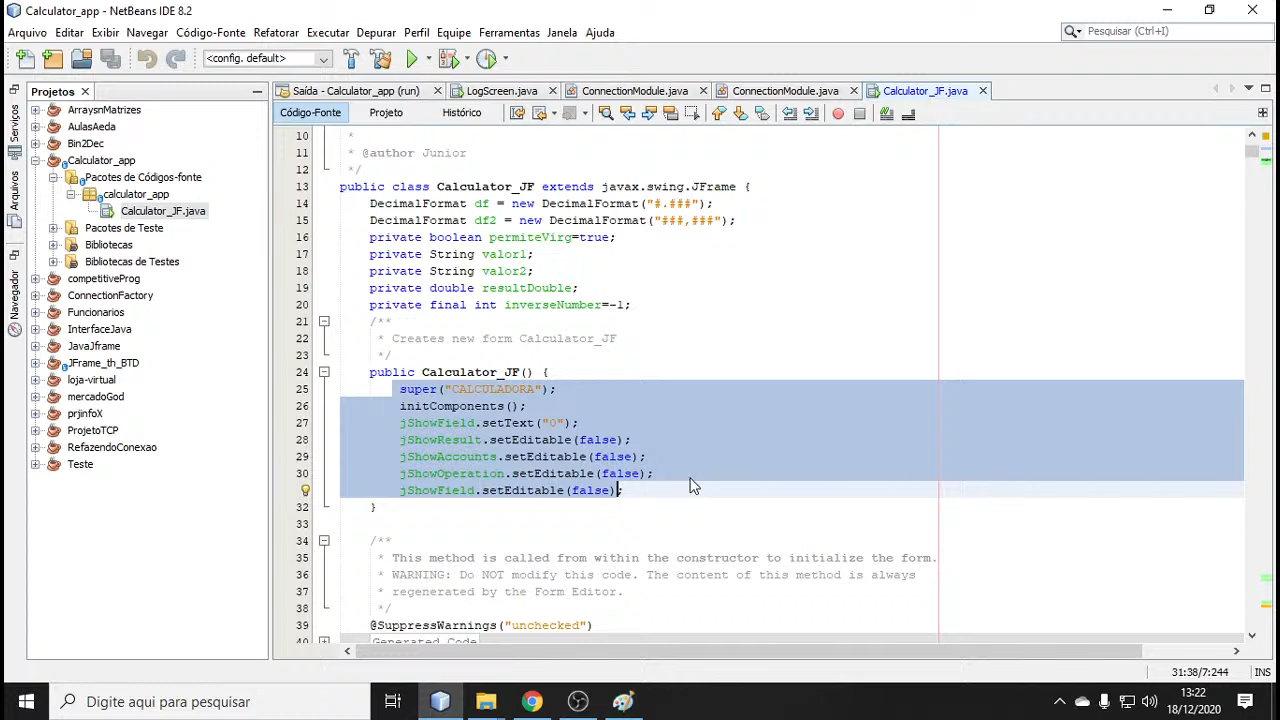 Calculator_app - NetBeans IDE 8.2
Arquivo Editar Exibir Navegar Código-Fonte Refatorar Executar Depurar Perfil Equipe Ferramentas Janela Ajuda
Pesquisar (Ctrl+I)
<config. default>
Projetos
Saída - Calculator_app (run) LogScreen.java ConnectionModule.java ConnectionModule.java Calculator_JF.java
Código-Fonte Projeto Histórico
Serviços
Arquivos
Navegador
ArraysnMatrizes
AulasAeda
Bin2Dec
Calculator_app
Pacotes de Códigos-fonte
calculator_app
Calculator_JF.java
Pacotes de Teste
Bibliotecas
Bibliotecas de Testes
competitiveProg
ConnectionFactory
Funcionarios
InterfaceJava
JavaJframe
JFrame_th_BTD
loja-virtual
mercadoGod
prjinfoX
ProjetoTCP
RefazendoConexao
Teste
10 *
11 * @author Junior
12 */
13 public class Calculator_JF extends javax.swing.JFrame {
14 DecimalFormat df = new DecimalFormat("#.###");
15 DecimalFormat df2 = new DecimalFormat("###,###");
16 private boolean permiteVirg=true;
17 private String valor1;
18 private String valor2;
19 private double resultDouble;
20 private final int inverseNumber=-1;
21 /**
22 * Creates new form Calculator_JF
23 */
24 public Calculator_JF() {
25 super("CALCULADORA");
26 initComponents();
27 jShowField.setText("0");
28 jShowResult.setEditable(false);
29 jShowAccounts.setEditable(false);
30 jShowOperation.setEditable(false);
31 jShowField.setEditable(false);
32 }
33
34 /**
35 * This method is called from within the constructor to initialize the form.
36 * WARNING: Do NOT modify this code. The content of this method is always
37 * regenerated by the Form Editor.
38 */
39 @SuppressWarnings("unchecked")
40 Generated Code
31:38/7:244 INS
Digite aqui para pesquisar
13:22
18/12/2020